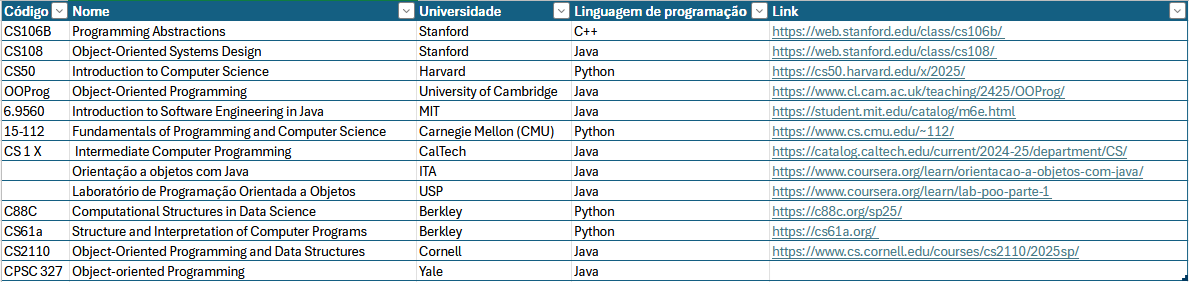 Código Nome Universidade Linguagem de programação Link
CS106B Programming Abstractions Stanford C++ https://web.stanford.edu/class/cs106b/
CS108 Object-Oriented Systems Design Stanford Java https://web.stanford.edu/class/cs108/
CS50 Introduction to Computer Science Harvard Python https://cs50.harvard.edu/x/2025/
OOProg Object-Oriented Programming University of Cambridge Java https://www.cl.cam.ac.uk/teaching/2425/OOProg/
6.9560 Introduction to Software Engineering in Java MIT Java https://student.mit.edu/catalog/m6e.html
15-112 Fundamentals of Programming and Computer Science Carnegie Mellon (CMU) Python https://www.cs.cmu.edu/~112/
CS 1 X Intermediate Computer Programming CalTech Java https://catalog.caltech.edu/current/2024-25/department/CS/
Orientação a objetos com Java ITA Java https://www.coursera.org/learn/orientacao-a-objetos-com-java/
Laboratório de Programação Orientada a Objetos USP Java https://www.coursera.org/learn/lab-poo-parte-1
C88C Computational Structures in Data Science Berkley Python https://c88c.org/sp25/
CS61a Structure and Interpretation of Computer Programs Berkley Python https://cs61a.org/
CS2110 Object-Oriented Programming and Data Structures Cornell Java https://www.cs.cornell.edu/courses/cs2110/2025sp/
CPSC 327 Object-oriented Programming Yale Java